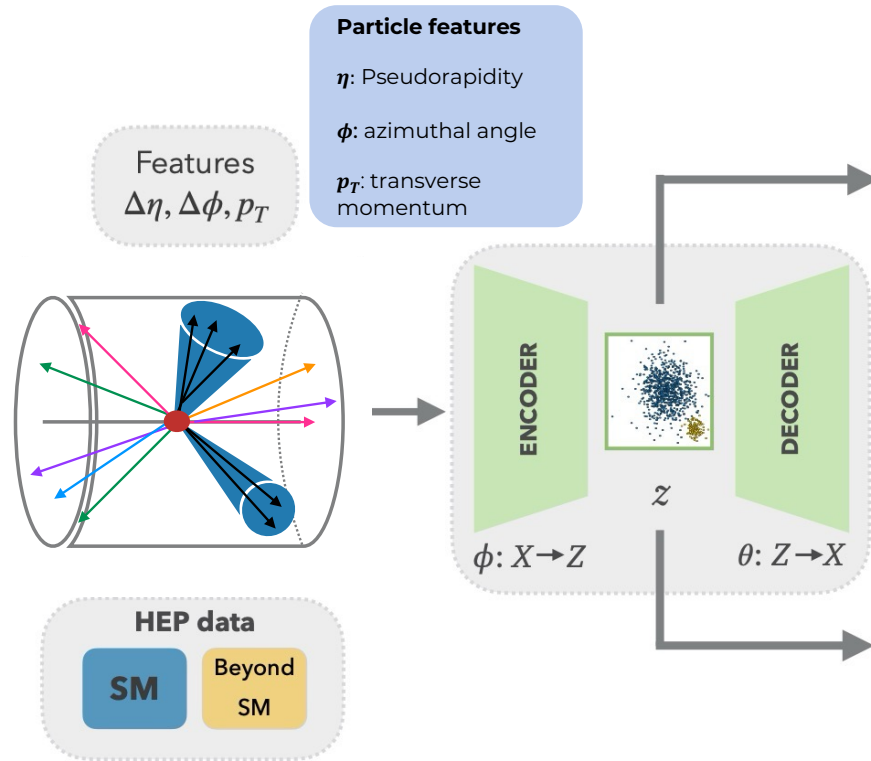 Particle features
η: Pseudorapidity
ϕ: azimuthal angle
p_T: transverse
momentum
Features
Δη, Δϕ, p_T
ENCODER
DECODER
z
ϕ: X→Z
θ: Z→X
HEP data
SM
Beyond
SM